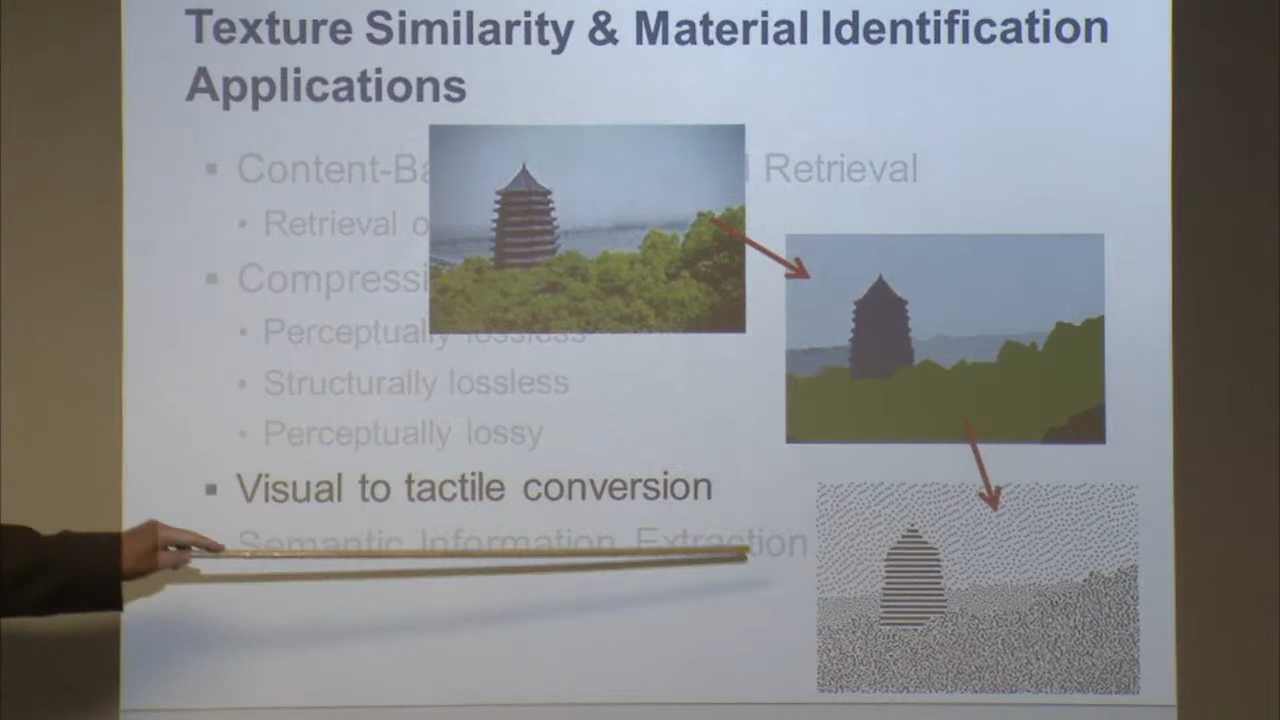 Texture Similarity & Material Identification
Applications
▪ Content-Ba Retrieval
• Retrieval o
▪ Compressi
• Perceptually lossless
• Structurally lossless
• Perceptually lossy
▪ Visual to tactile conversion
▪ Semantic Information Extraction